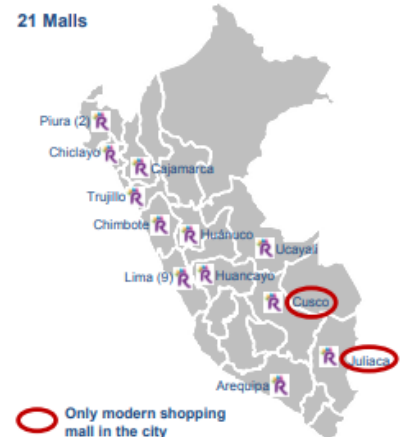 21 Malls
Piura (2) R
Chiclayo R
R Cajamarca
Trujillo R
Chimbote R
R Huánuco
R Ucayali
Lima (9) R
R Huancayo
R Cusco
R Juliaca
Arequipa R
Only modern shopping
mall in the city